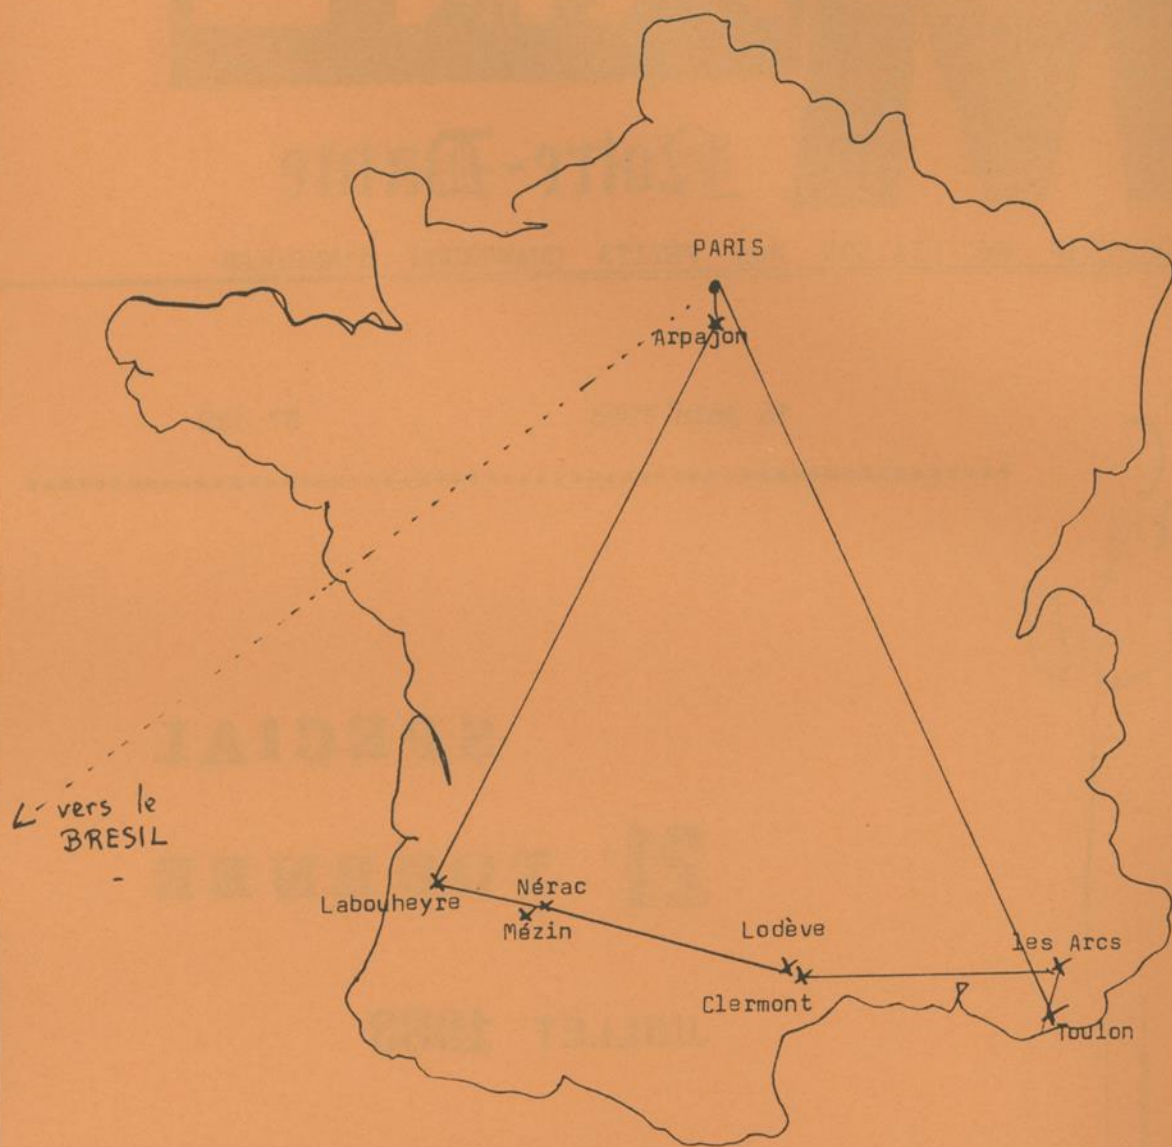 PARIS
Arpajon
vers le
BRESIL
Labouheyre
Nérac
Mézin
Lodève
Clermont
les Arcs
Toulon